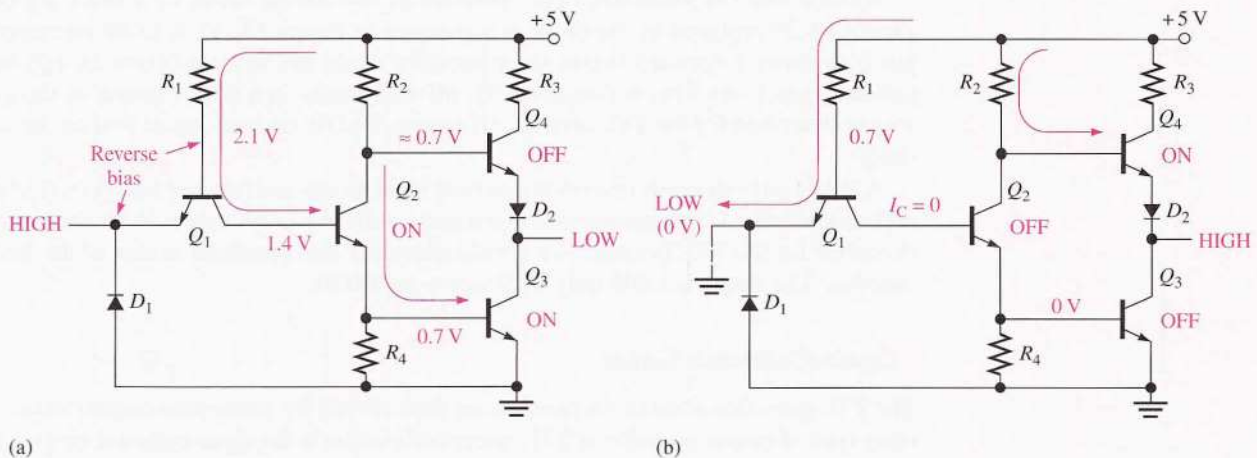 +5 V
R1
R2
R3
Q4
2.1 V
≈ 0.7 V
OFF
Reverse
bias
Q2
D2
HIGH
ON
LOW
Q1
1.4 V
Q3
D1
0.7 V
ON
R4
(a)
+5 V
R1
R2
R3
Q4
0.7 V
ON
LOW
(0 V)
IC = 0
Q2
D2
Q1
OFF
HIGH
Q3
D1
0 V
OFF
R4
(b)